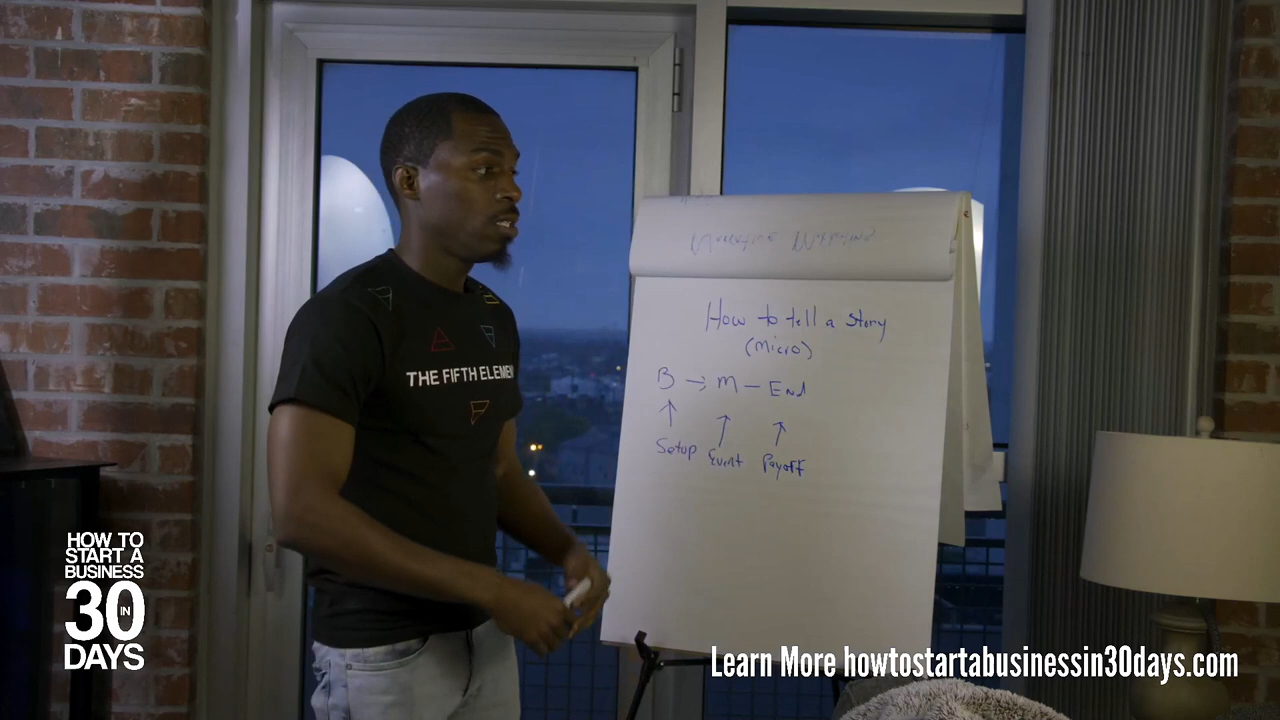 How to tell a Story
(Micro)
B → M – End
Setup Event Payoff
THE FIFTH ELEMEN
HOW TO
START A
BUSINESS
30 IN
DAYS
Learn More howtostartabusinessin30days.com